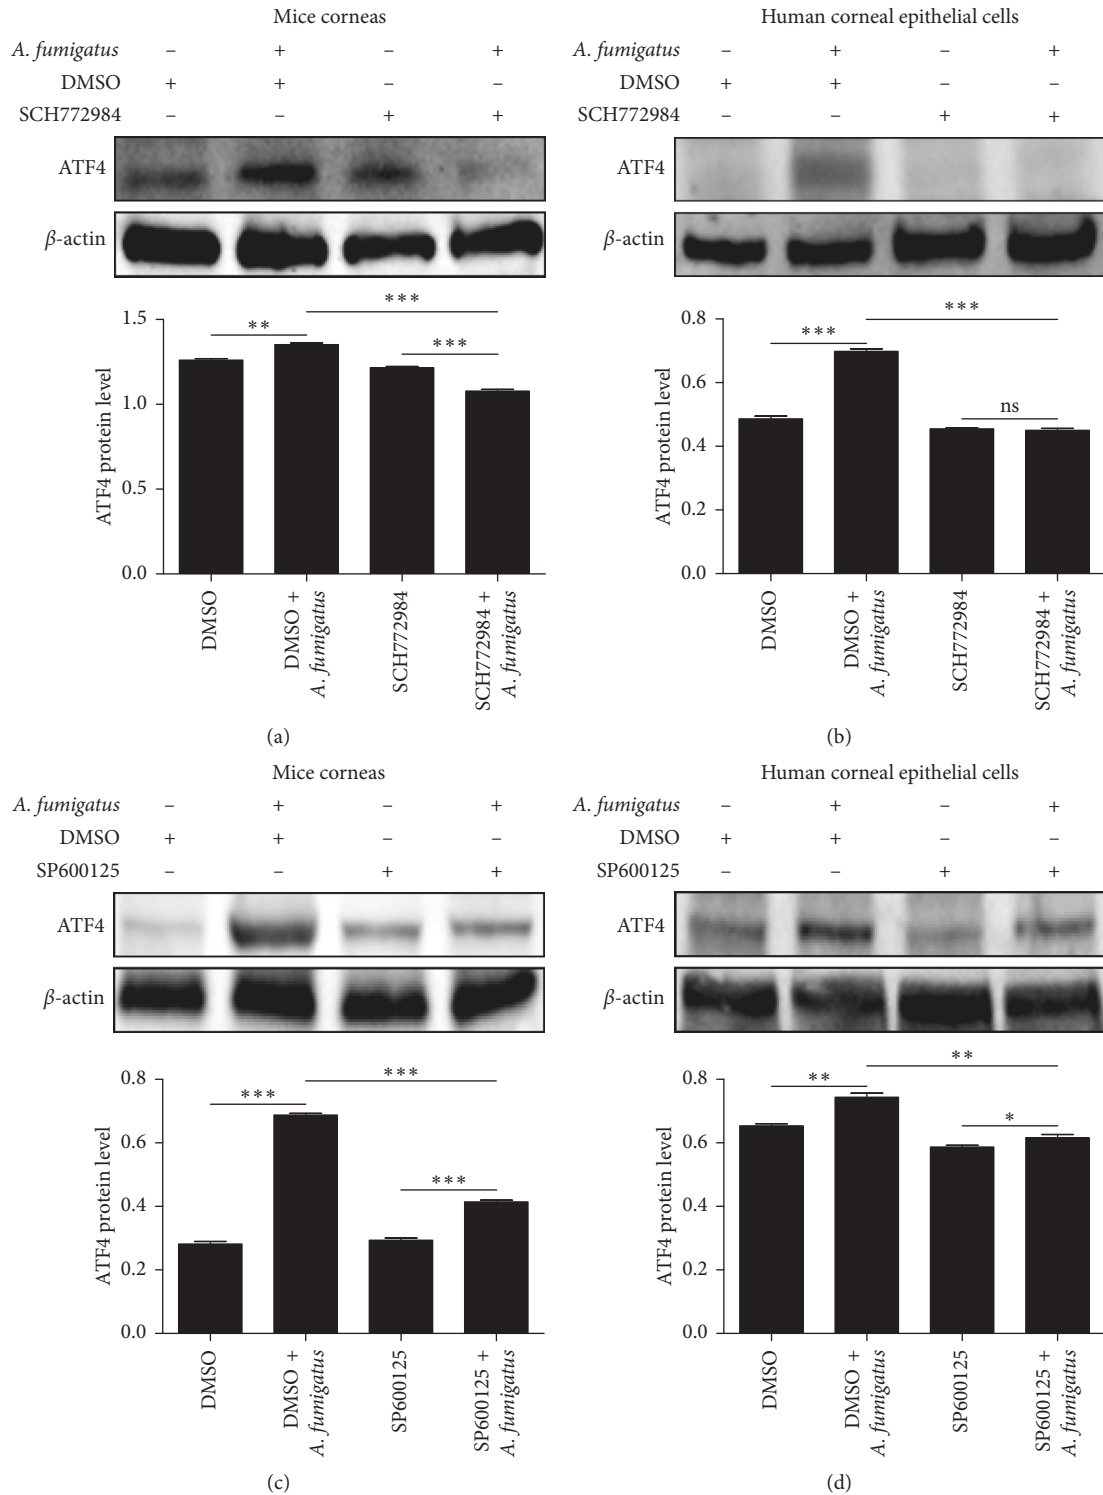 Mice corneas
A. fumigatus – + – +
DMSO + + – –
SCH772984 – – + +
ATF4
β-actin
1.5
1.0
0.5
0.0
ATF4 protein level
**
***
***
DMSO
DMSO +
A. fumigatus
SCH772984
SCH772984 +
A. fumigatus
(a)
Human corneal epithelial cells
A. fumigatus – + – +
DMSO + + – –
SCH772984 – – + +
ATF4
β-actin
0.8
0.6
0.4
0.2
0.0
ATF4 protein level
***
***
ns
DMSO
DMSO +
A. fumigatus
SCH772984
SCH772984 +
A. fumigatus
(b)
Mice corneas
A. fumigatus – + – +
DMSO + + – –
SP600125 – – + +
ATF4
β-actin
0.8
0.6
0.4
0.2
0.0
ATF4 protein level
***
***
***
DMSO
DMSO +
A. fumigatus
SP600125
SP600125 +
A. fumigatus
(c)
Human corneal epithelial cells
A. fumigatus – + – +
DMSO + + – –
SP600125 – – + +
ATF4
β-actin
0.8
0.6
0.4
0.2
0.0
ATF4 protein level
**
**
*
DMSO
DMSO +
A. fumigatus
SP600125
SP600125 +
A. fumigatus
(d)